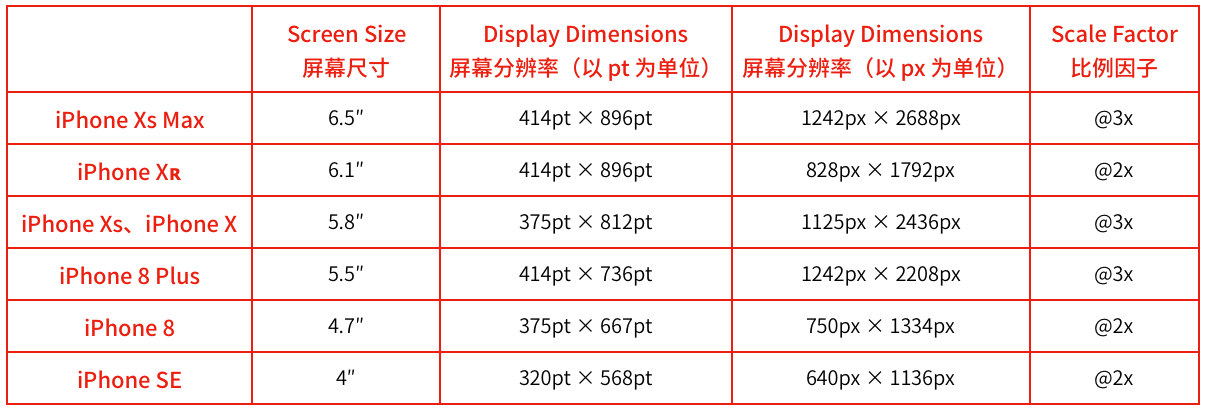 Screen Size Display Dimensions Display Dimensions Scale Factor
屏幕尺寸 屏幕分辨率（以 pt 为单位） 屏幕分辨率（以 px 为单位） 比例因子
iPhone Xs Max 6.5" 414pt × 896pt 1242px × 2688px @3x
iPhone Xʀ 6.1" 414pt × 896pt 828px × 1792px @2x
iPhone Xs、iPhone X 5.8" 375pt × 812pt 1125px × 2436px @3x
iPhone 8 Plus 5.5" 414pt × 736pt 1242px × 2208px @3x
iPhone 8 4.7" 375pt × 667pt 750px × 1334px @2x
iPhone SE 4" 320pt × 568pt 640px × 1136px @2x